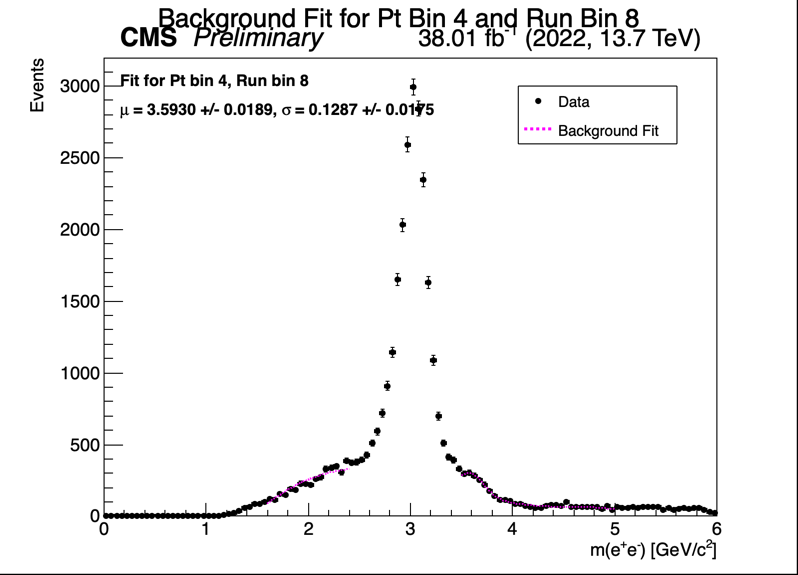 Background Fit for Pt Bin 4 and Run Bin 8
CMS Preliminary 38.01 fb⁻¹ (2022, 13.7 TeV)
Events
Fit for Pt bin 4, Run bin 8
μ = 3.5930 +/- 0.0189, σ = 0.1287 +/- 0.0175
Data
Background Fit
3000
2500
2000
1500
1000
500
0
0 1 2 3 4 5 6
m(e⁺e⁻) [GeV/c²]